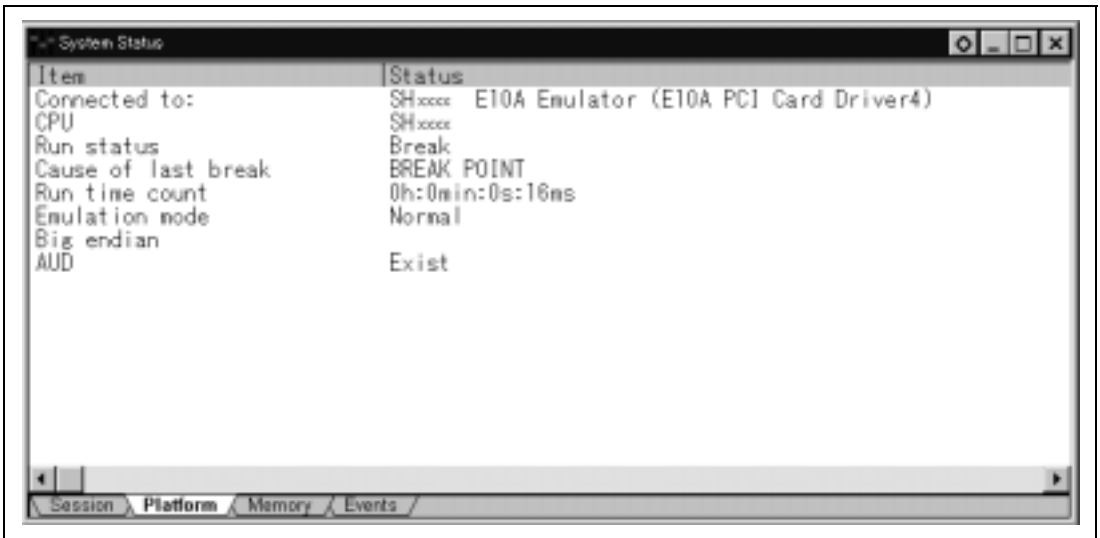 System Status
Item Status
Connected to: SHxxxx E10A Emulator (E10A PCI Card Driver4)
CPU SHxxxx
Run status Break
Cause of last break BREAK POINT
Run time count 0h:0min:0s:16ms
Emulation mode Normal
Big endian
AUD Exist
Session Platform Memory Events